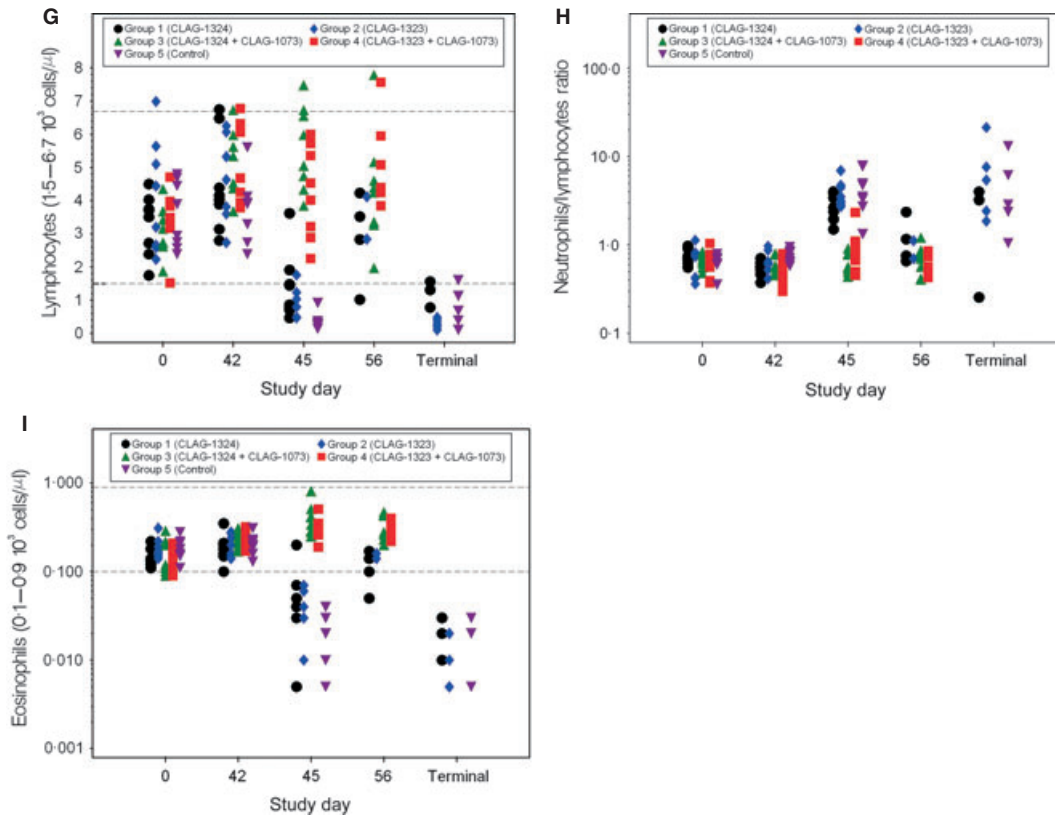 G
Group 1 (CLAG-1324) Group 2 (CLAG-1323)
Group 3 (CLAG-1324 + CLAG-1073) Group 4 (CLAG-1323 + CLAG-1073)
Group 5 (Control)
Lymphocytes (1·5—6·7 10³ cells/µl)
8
7
6
5
4
3
2
1
0
0 42 45 56 Terminal
Study day
H
Group 1 (CLAG-1324) Group 2 (CLAG-1323)
Group 3 (CLAG-1324 + CLAG-1073) Group 4 (CLAG-1323 + CLAG-1073)
Group 5 (Control)
Neutrophils/lymphocytes ratio
100·0
10·0
1·0
0·1
0 42 45 56 Terminal
Study day
I
Group 1 (CLAG-1324) Group 2 (CLAG-1323)
Group 3 (CLAG-1324 + CLAG-1073) Group 4 (CLAG-1323 + CLAG-1073)
Group 5 (Control)
Eosinophils (0·1—0·9 10³ cells/µl)
1·000
0·100
0·010
0·001
0 42 45 56 Terminal
Study day